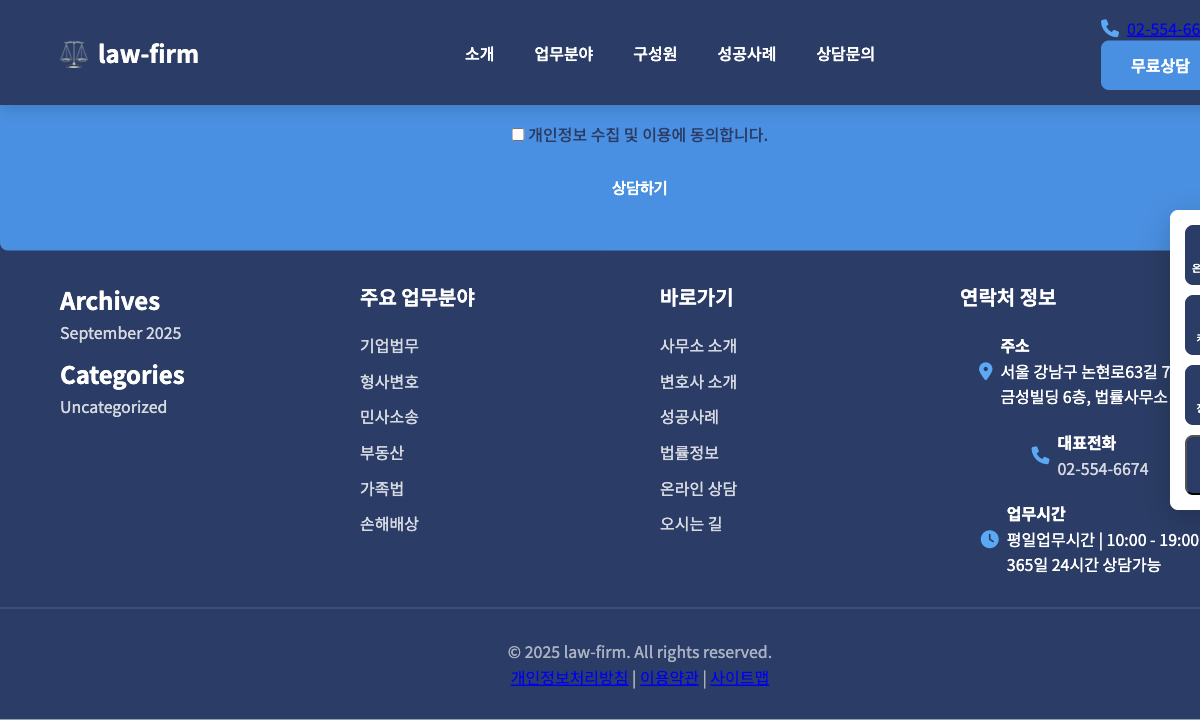 law-firm
소개
업무분야
구성원
성공사례
상담문의
02-554-66
무료상담
개인정보 수집 및 이용에 동의합니다.
상담하기
Archives
September 2025
Categories
Uncategorized
주요 업무분야
기업법무
형사변호
민사소송
부동산
가족법
손해배상
바로가기
사무소 소개
변호사 소개
성공사례
법률정보
온라인 상담
오시는 길
연락처 정보
주소
서울 강남구 논현로63길 7
금성빌딩 6층, 법률사무소
대표전화
02-554-6674
업무시간
평일업무시간 | 10:00 - 19:00
365일 24시간 상담가능
© 2025 law-firm. All rights reserved.
개인정보처리방침 | 이용약관 | 사이트맵